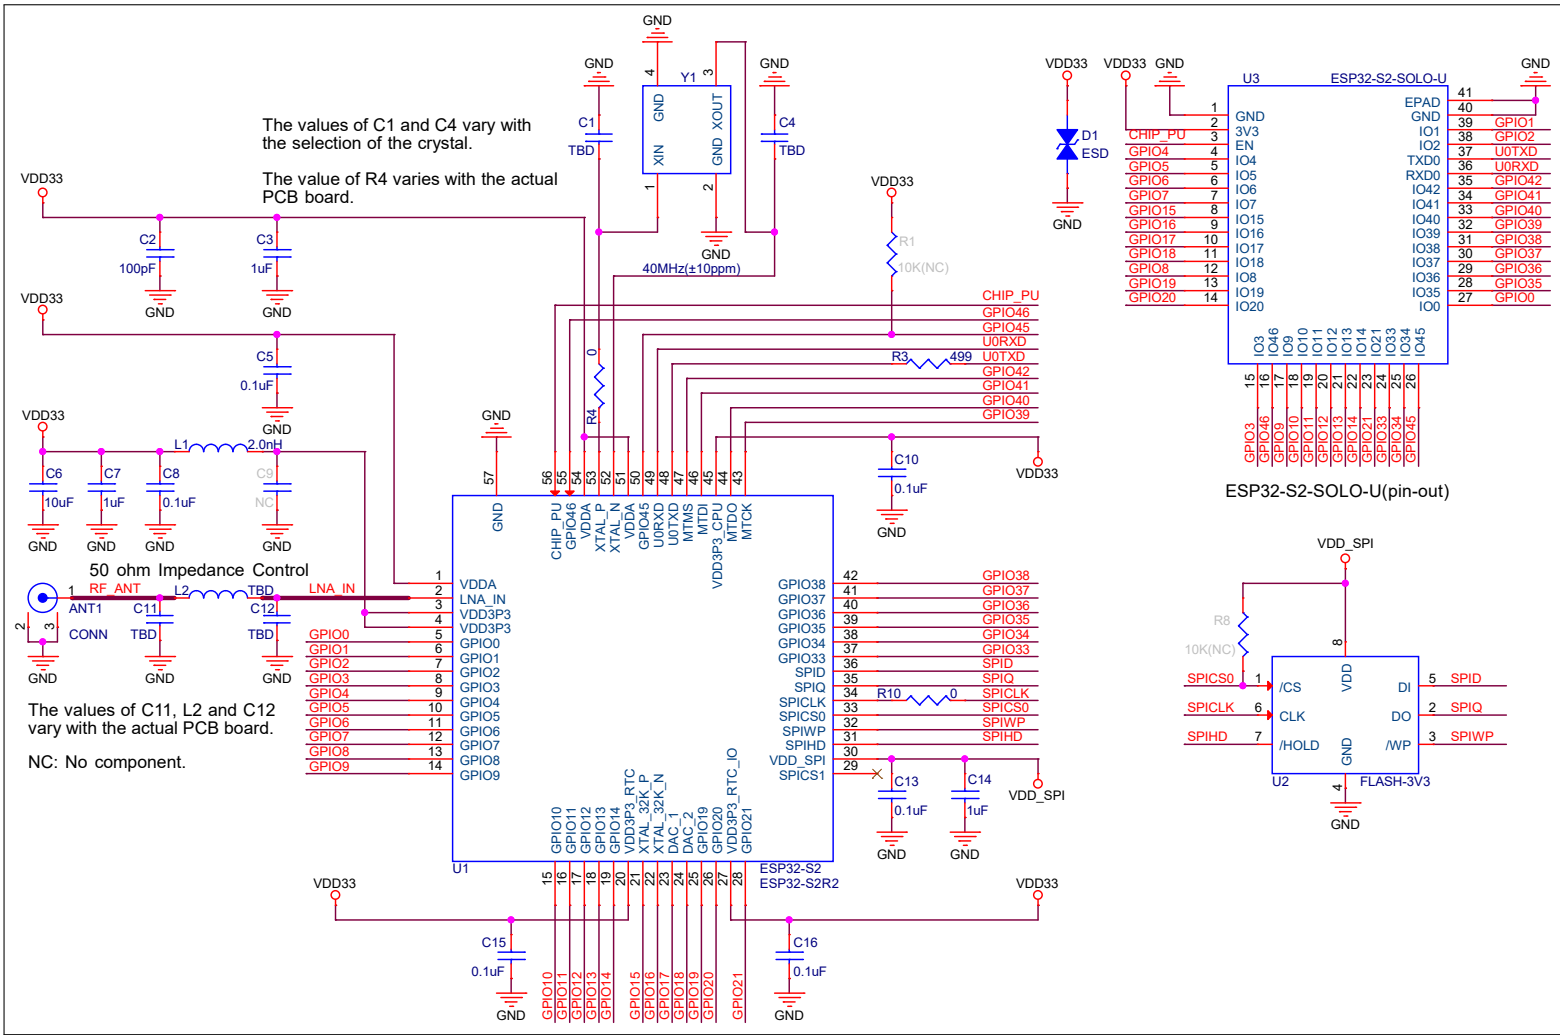 The values of C1 and C4 vary with
the selection of the crystal.
The value of R4 varies with the actual
PCB board.
GND
GND
GND
4
3
Y1
GND
XOUT
XIN
GND
1
2
GND
40MHz(±10ppm)
C1
TBD
C4
TBD
VDD33
C2
100pF
GND
C3
1uF
GND
VDD33
C5
0.1uF
GND
VDD33
L1
2.0nH
C6
10uF
GND
C7
1uF
GND
C8
0.1uF
GND
C9
NC
GND
50 ohm Impedance Control
1
RF_ANT
L2
TBD
LNA_IN
ANT1
CONN
2
3
GND
C11
TBD
GND
C12
TBD
GND
The values of C11, L2 and C12
vary with the actual PCB board.
NC: No component.
VDD33
R1
10K(NC)
0
R4
CHIP_PU
GPIO46
GPIO45
U0RXD
R3
499
U0TXD
GPIO42
GPIO41
GPIO40
GPIO39
VDD33
C10
0.1uF
GND
GND
57
GND
56
CHIP_PU
55
GPIO46
54
VDDA
53
XTAL_P
52
XTAL_N
51
VDDA
50
GPIO45
49
U0RXD
48
U0TXD
47
MTMS
46
MTDI
45
VDD3P3_CPU
44
MTDO
43
MTCK
1 VDDA
2 LNA_IN
3 VDD3P3
4 VDD3P3
GPIO0 5 GPIO0
GPIO1 6 GPIO1
GPIO2 7 GPIO2
GPIO3 8 GPIO3
GPIO4 9 GPIO4
GPIO5 10 GPIO5
GPIO6 11 GPIO6
GPIO7 12 GPIO7
GPIO8 13 GPIO8
GPIO9 14 GPIO9
GPIO38 42 GPIO38
GPIO37 41 GPIO37
GPIO36 40 GPIO36
GPIO35 39 GPIO35
GPIO34 38 GPIO34
GPIO33 37 GPIO33
SPID 36 SPID
SPIQ 35 SPIQ
SPICLK 34 R10 0 SPICLK
SPICS0 33 SPICS0
SPIWP 32 SPIWP
SPIHD 31 SPIHD
VDD_SPI 30
SPICS1 29
C13
0.1uF
GND
C14
1uF
GND
VDD_SPI
GPIO10
GPIO11
GPIO12
GPIO13
GPIO14
VDD3P3_RTC
XTAL_32K_P
XTAL_32K_N
DAC_1
DAC_2
GPIO19
GPIO20
VDD3P3_RTC_IO
GPIO21
U1
ESP32-S2
ESP32-S2R2
15
16
17
18
19
20
21
22
23
24
25
26
27
28
VDD33
C15
0.1uF
GND
GPIO10
GPIO11
GPIO12
GPIO13
GPIO14
GPIO15
GPIO16
GPIO17
GPIO18
GPIO19
GPIO20
GPIO21
C16
0.1uF
GND
VDD33
VDD33
D1
ESD
GND
VDD33
GND
U3
ESP32-S2-SOLO-U
GND
1 GND
2 3V3
CHIP_PU 3 EN
GPIO4 4 IO4
GPIO5 5 IO5
GPIO6 6 IO6
GPIO7 7 IO7
GPIO15 8 IO15
GPIO16 9 IO16
GPIO17 10 IO17
GPIO18 11 IO18
GPIO8 12 IO8
GPIO19 13 IO19
GPIO20 14 IO20
EPAD 41
GND 40
IO1 39 GPIO1
IO2 38 GPIO2
TXD0 37 U0TXD
RXD0 36 U0RXD
IO42 35 GPIO42
IO41 34 GPIO41
IO40 33 GPIO40
IO39 32 GPIO39
IO38 31 GPIO38
IO37 30 GPIO37
IO36 29 GPIO36
IO35 28 GPIO35
IO0 27 GPIO0
IO3
IO46
IO9
IO10
IO11
IO12
IO13
IO14
IO21
IO33
IO34
IO45
15
16
17
18
19
20
21
22
23
24
25
26
GPIO3
GPIO46
GPIO9
GPIO10
GPIO11
GPIO12
GPIO13
GPIO14
GPIO21
GPIO33
GPIO34
GPIO45
ESP32-S2-SOLO-U(pin-out)
VDD_SPI
R8
10K(NC)
8
VDD
SPICS0 1 /CS
SPICLK 6 CLK
SPIHD 7 /HOLD
DI 5 SPID
DO 2 SPIQ
/WP 3 SPIWP
GND
U2
FLASH-3V3
4
GND